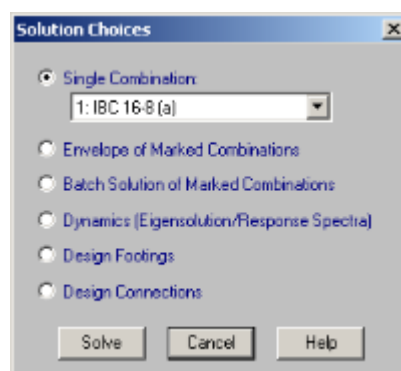 Solution Choices
Single Combination:
1: IBC 16-8 (a)
Envelope of Marked Combinations
Batch Solution of Marked Combinations
Dynamics (Eigensolution/Response Spectra)
Design Footings
Design Connections
Solve Cancel Help